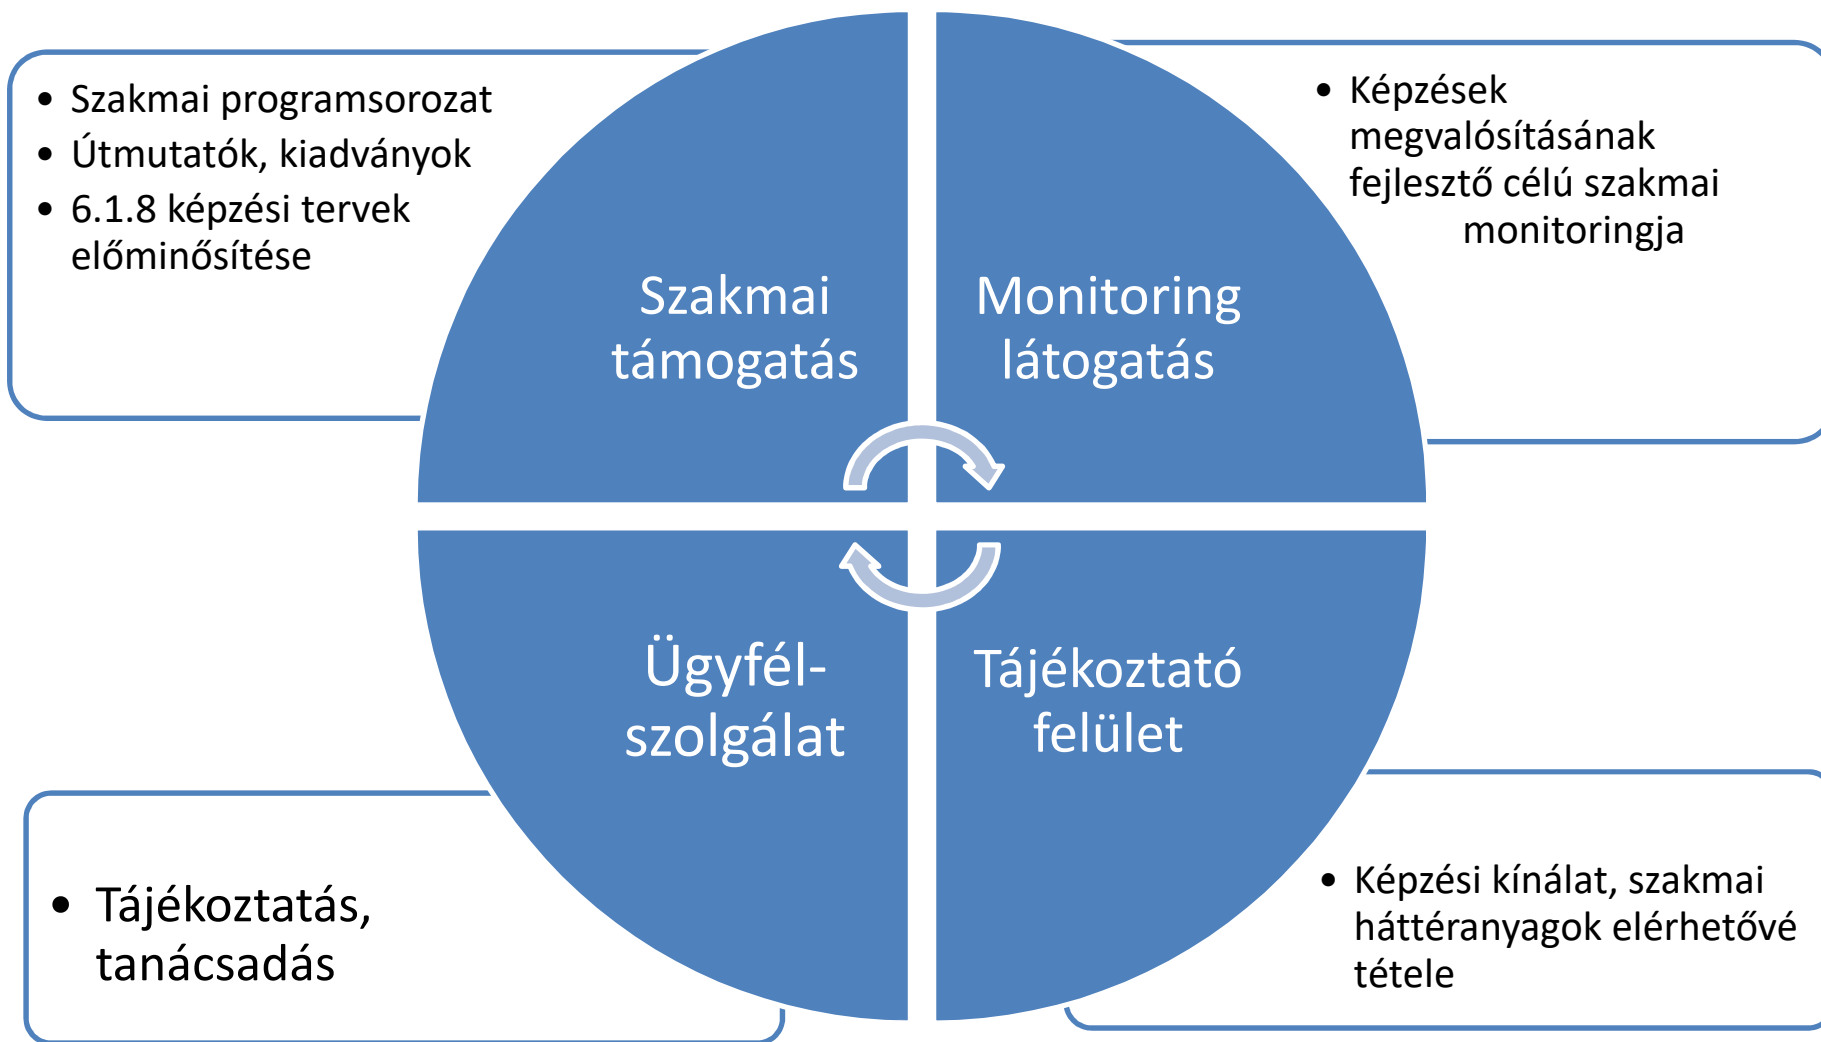 • Szakmai programsorozat
• Útmutatók, kiadványok
• 6.1.8 képzési tervek
előminősítése
• Képzések
megvalósításának
fejlesztő célú szakmai
monitoringja
Szakmai
támogatás
Monitoring
látogatás
Ügyfél-
szolgálat
Tájékoztató
felület
• Tájékoztatás,
tanácsadás
• Képzési kínálat, szakmai
háttéranyagok elérhetővé
tétele